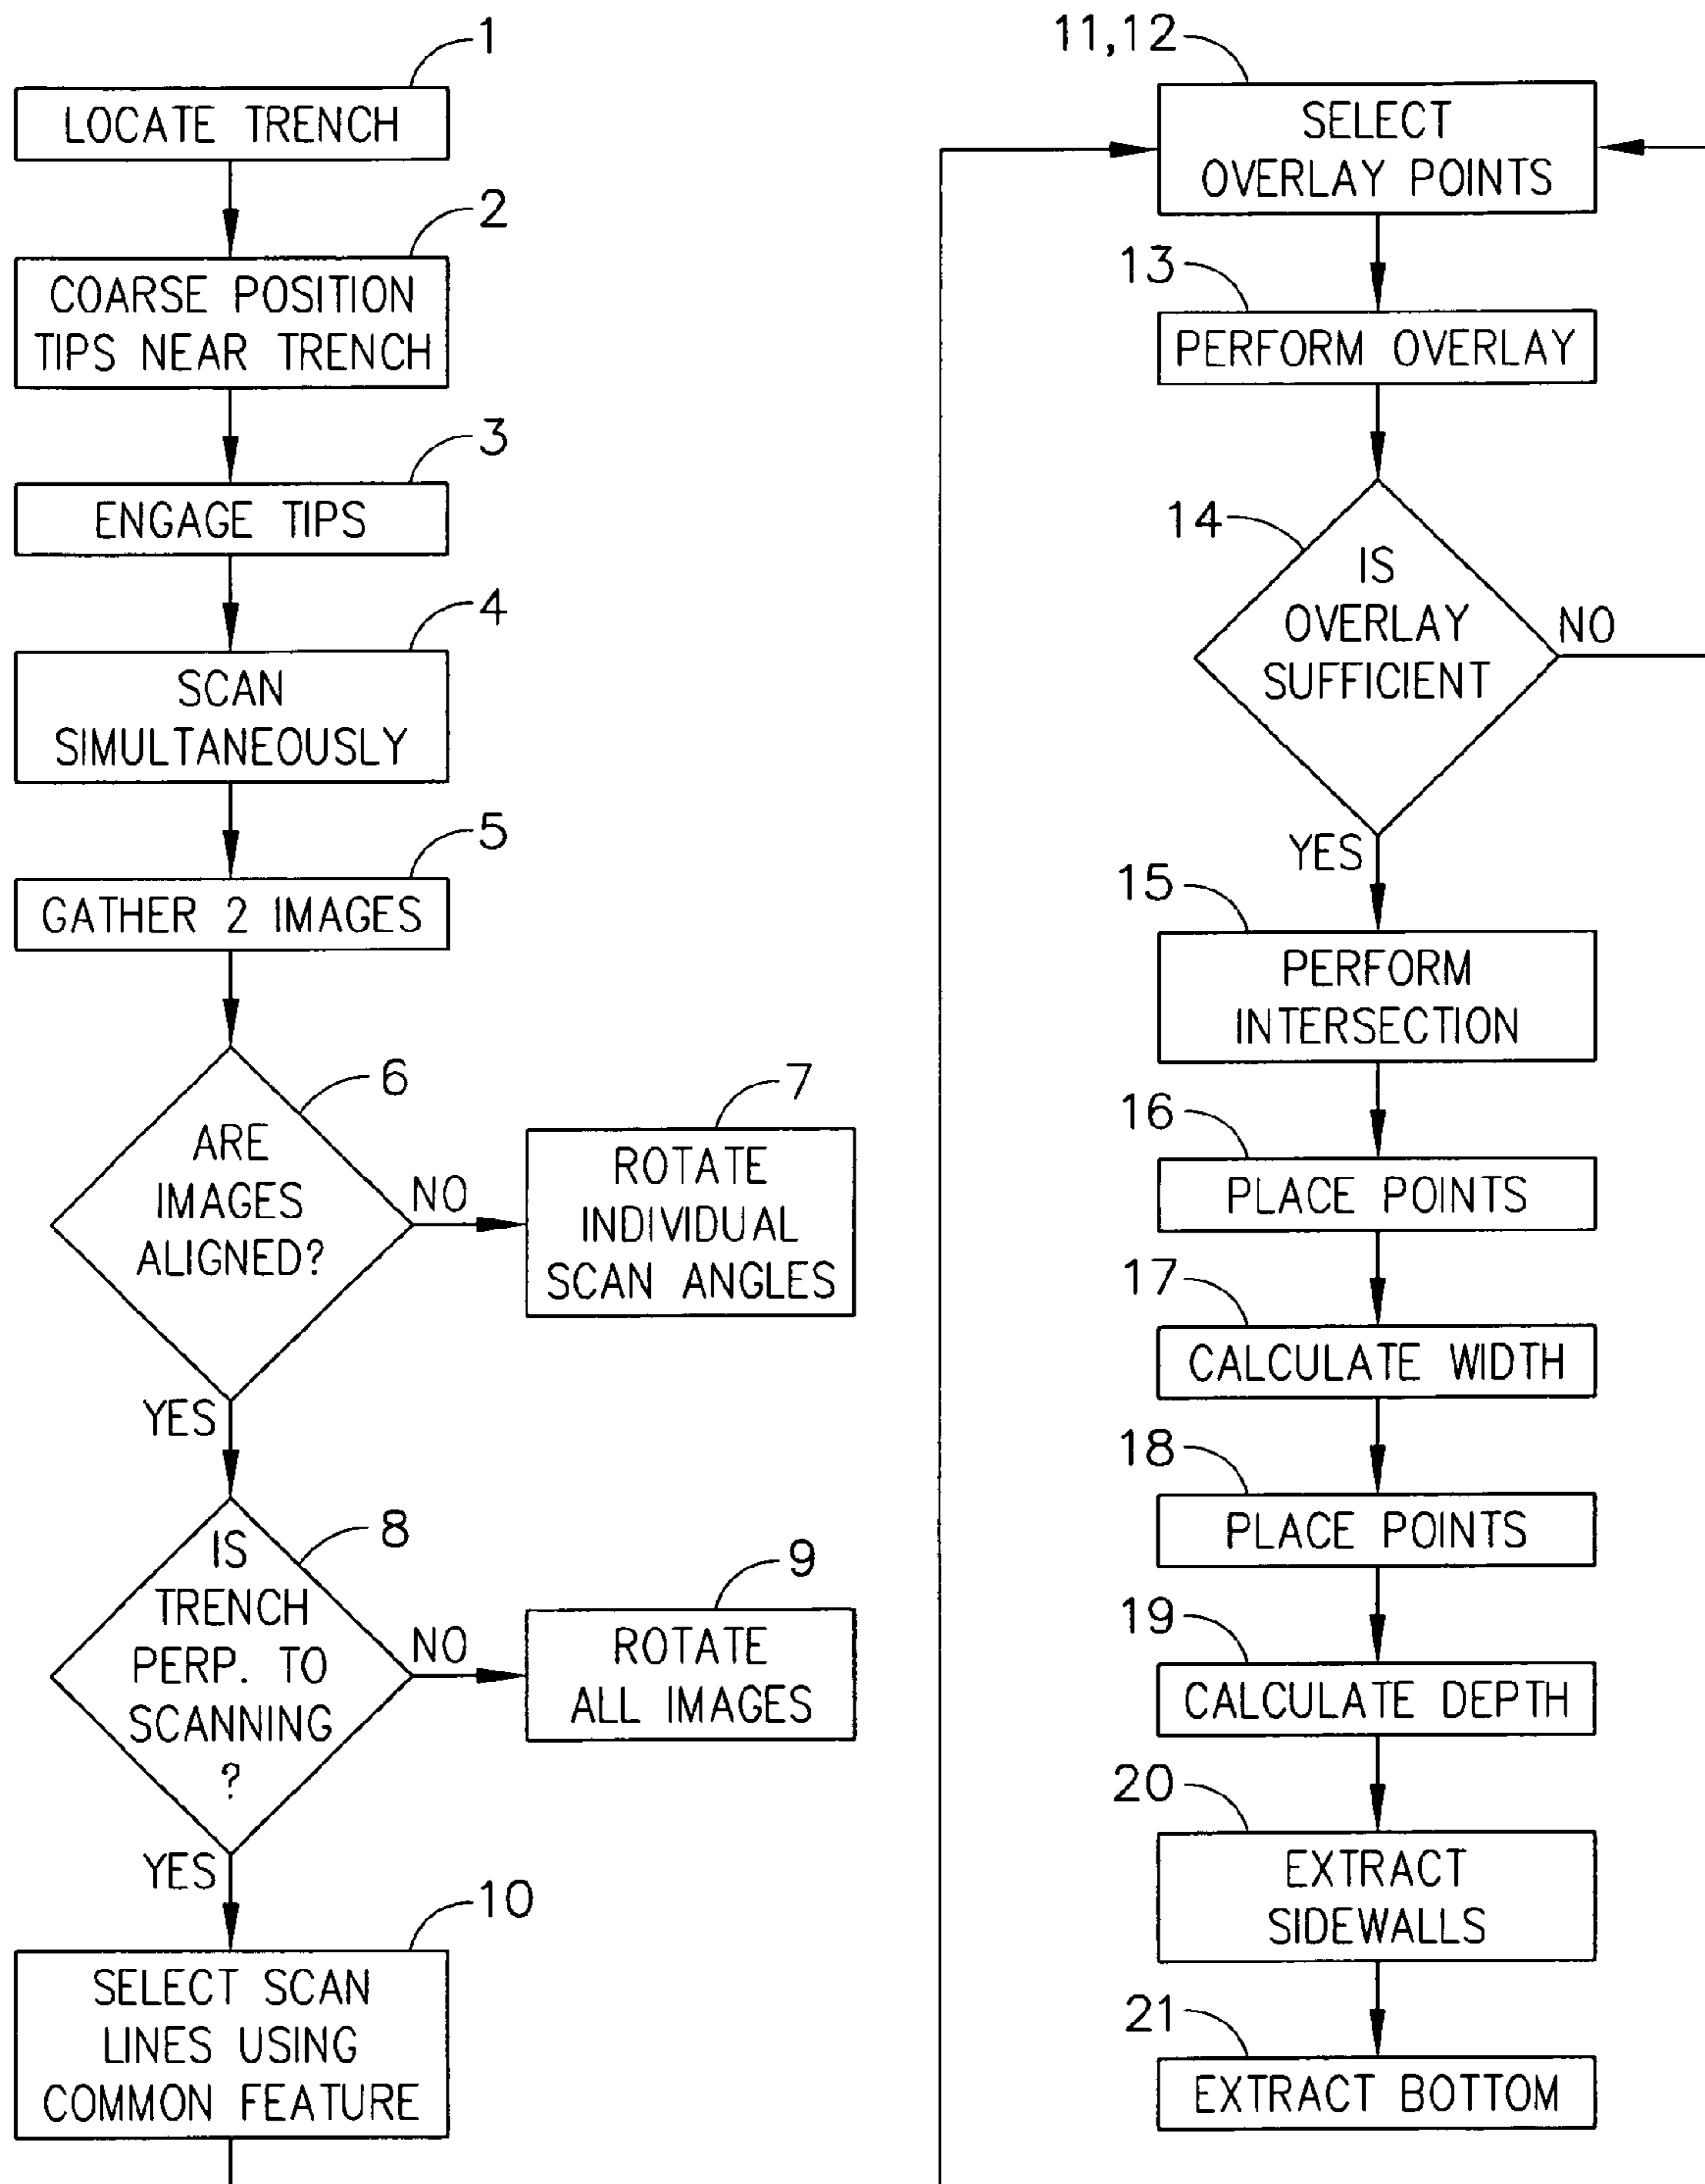 1
LOCATE TRENCH
2
COARSE POSITION
TIPS NEAR TRENCH
3
ENGAGE TIPS
4
SCAN
SIMULTANEOUSLY
5
GATHER 2 IMAGES
6
ARE
IMAGES
ALIGNED?
NO
7
ROTATE
INDIVIDUAL
SCAN ANGLES
YES
8
IS
TRENCH
PERP. TO
SCANNING
?
NO
9
ROTATE
ALL IMAGES
YES
10
SELECT SCAN
LINES USING
COMMON FEATURE
11,12
SELECT
OVERLAY POINTS
13
PERFORM OVERLAY
14
IS
OVERLAY
SUFFICIENT
NO
YES
15
PERFORM
INTERSECTION
16
PLACE POINTS
17
CALCULATE WIDTH
18
PLACE POINTS
19
CALCULATE DEPTH
20
EXTRACT
SIDEWALLS
21
EXTRACT BOTTOM